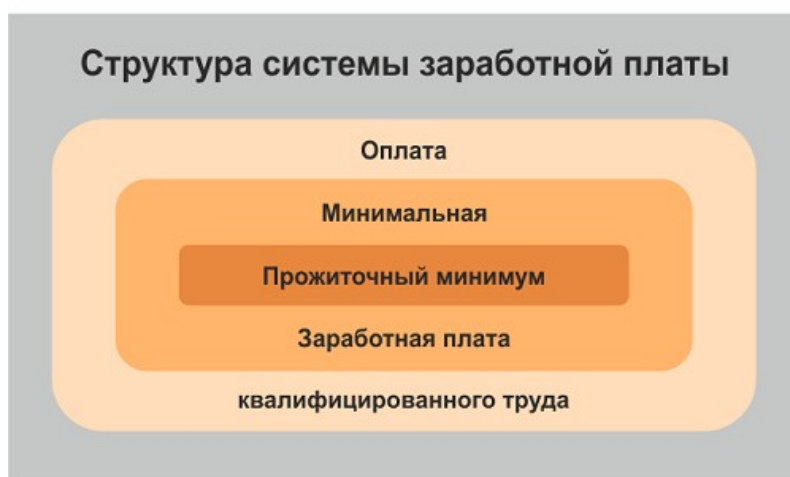 Структура системы заработной платы
Оплата
Минимальная
Прожиточный минимум
Заработная плата
квалифицированного труда